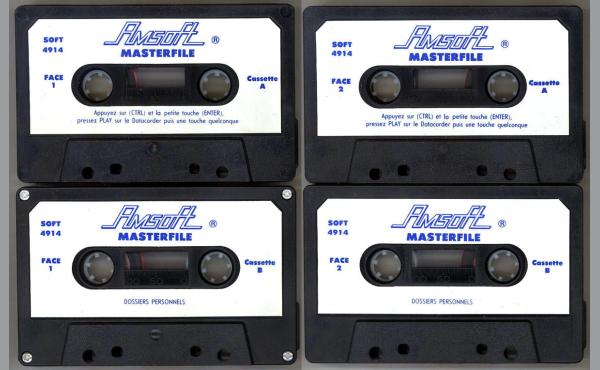 Amsoft ®
SOFT
4914
MASTERFILE
FACE
1
Cassette
A
Appuyez sur (CTRL) et la petite touche (ENTER),
pressez PLAY sur le Datacorder puis une touche quelconque
Amsoft ®
SOFT
4914
MASTERFILE
FACE
2
Cassette
A
Appuyez sur (CTRL) et la petite touche (ENTER),
pressez PLAY sur le Datacorder puis une touche quelconque
Amsoft ®
SOFT
4914
MASTERFILE
FACE
1
Cassette
B
DOSSIERS PERSONNELS
Amsoft ®
SOFT
4914
MASTERFILE
FACE
2
Cassette
B
DOSSIERS PERSONNELS